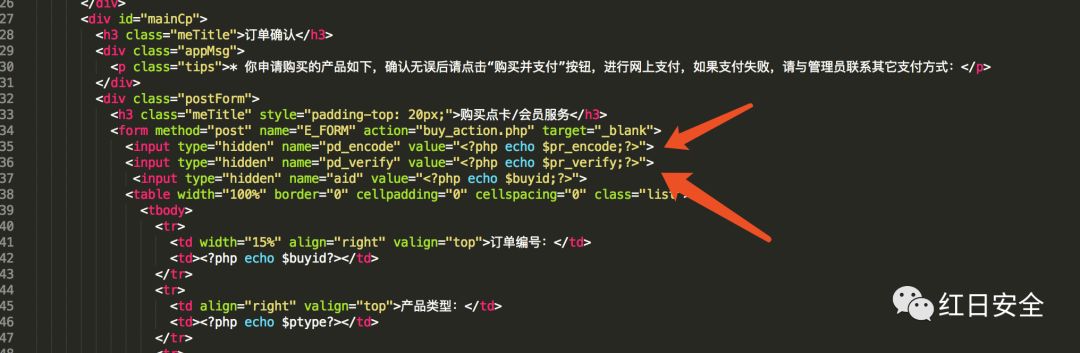 26 </div>
27 <div id="mainCp">
28 <h3 class="meTitle">订单确认</h3>
29 <div class="appMsg">
30 <p class="tips">* 你申请购买的产品如下，确认无误后请点击“购买并支付”按钮，进行网上支付，如果支付失败，请与管理员联系其它支付方式：</p>
31 </div>
32 <div class="postForm">
33 <h3 class="meTitle" style="padding-top: 20px;">购买点卡/会员服务</h3>
34 <form method="post" name="E_FORM" action="buy_action.php" target="_blank">
35 <input type="hidden" name="pd_encode" value="<?php echo $pr_encode;?>">
36 <input type="hidden" name="pd_verify" value="<?php echo $pr_verify;?>">
37 <input type="hidden" name="aid" value="<?php echo $buyid;?>">
38 <table width="100%" border="0" cellpadding="0" cellspacing="0" class="list">
39 <tbody>
40 <tr>
41 <td width="15%" align="right" valign="top">订单编号：</td>
42 <td><?php echo $buyid?></td>
43 </tr>
44 <tr>
45 <td align="right" valign="top">产品类型：</td>
46 <td><?php echo $ptype?></td>
47 </tr>
48 <tr>
红日安全